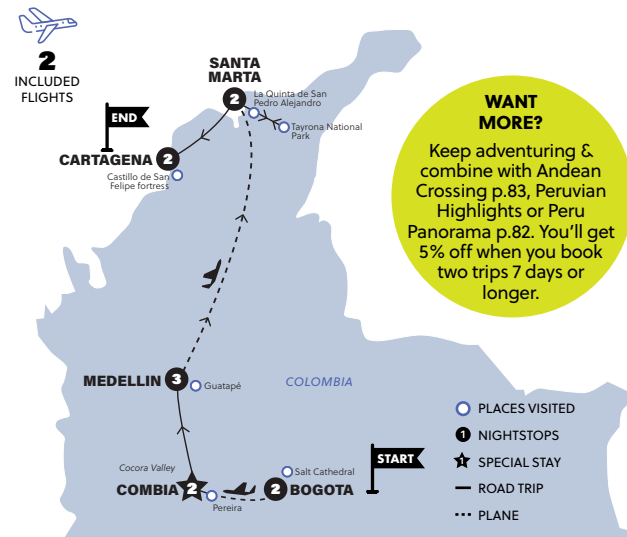 2
INCLUDED
FLIGHTS
SANTA
MARTA
2
La Quinta de San
Pedro Alejandro
Tayrona National
Park
END
CARTAGENA
2
Castillo de San
Felipe fortress
WANT
MORE?
Keep adventuring &
combine with Andean
Crossing p.83, Peruvian
Highlights or Peru
Panorama p.82. You'll get
5% off when you book
two trips 7 days or
longer.
MEDELLIN
3
Guatapé
COLOMBIA
Cocora Valley
COMBIA
2
Pereira
Salt Cathedral
2
BOGOTA
START
PLACES VISITED
1 NIGHTSTOPS
1 SPECIAL STAY
ROAD TRIP
PLANE